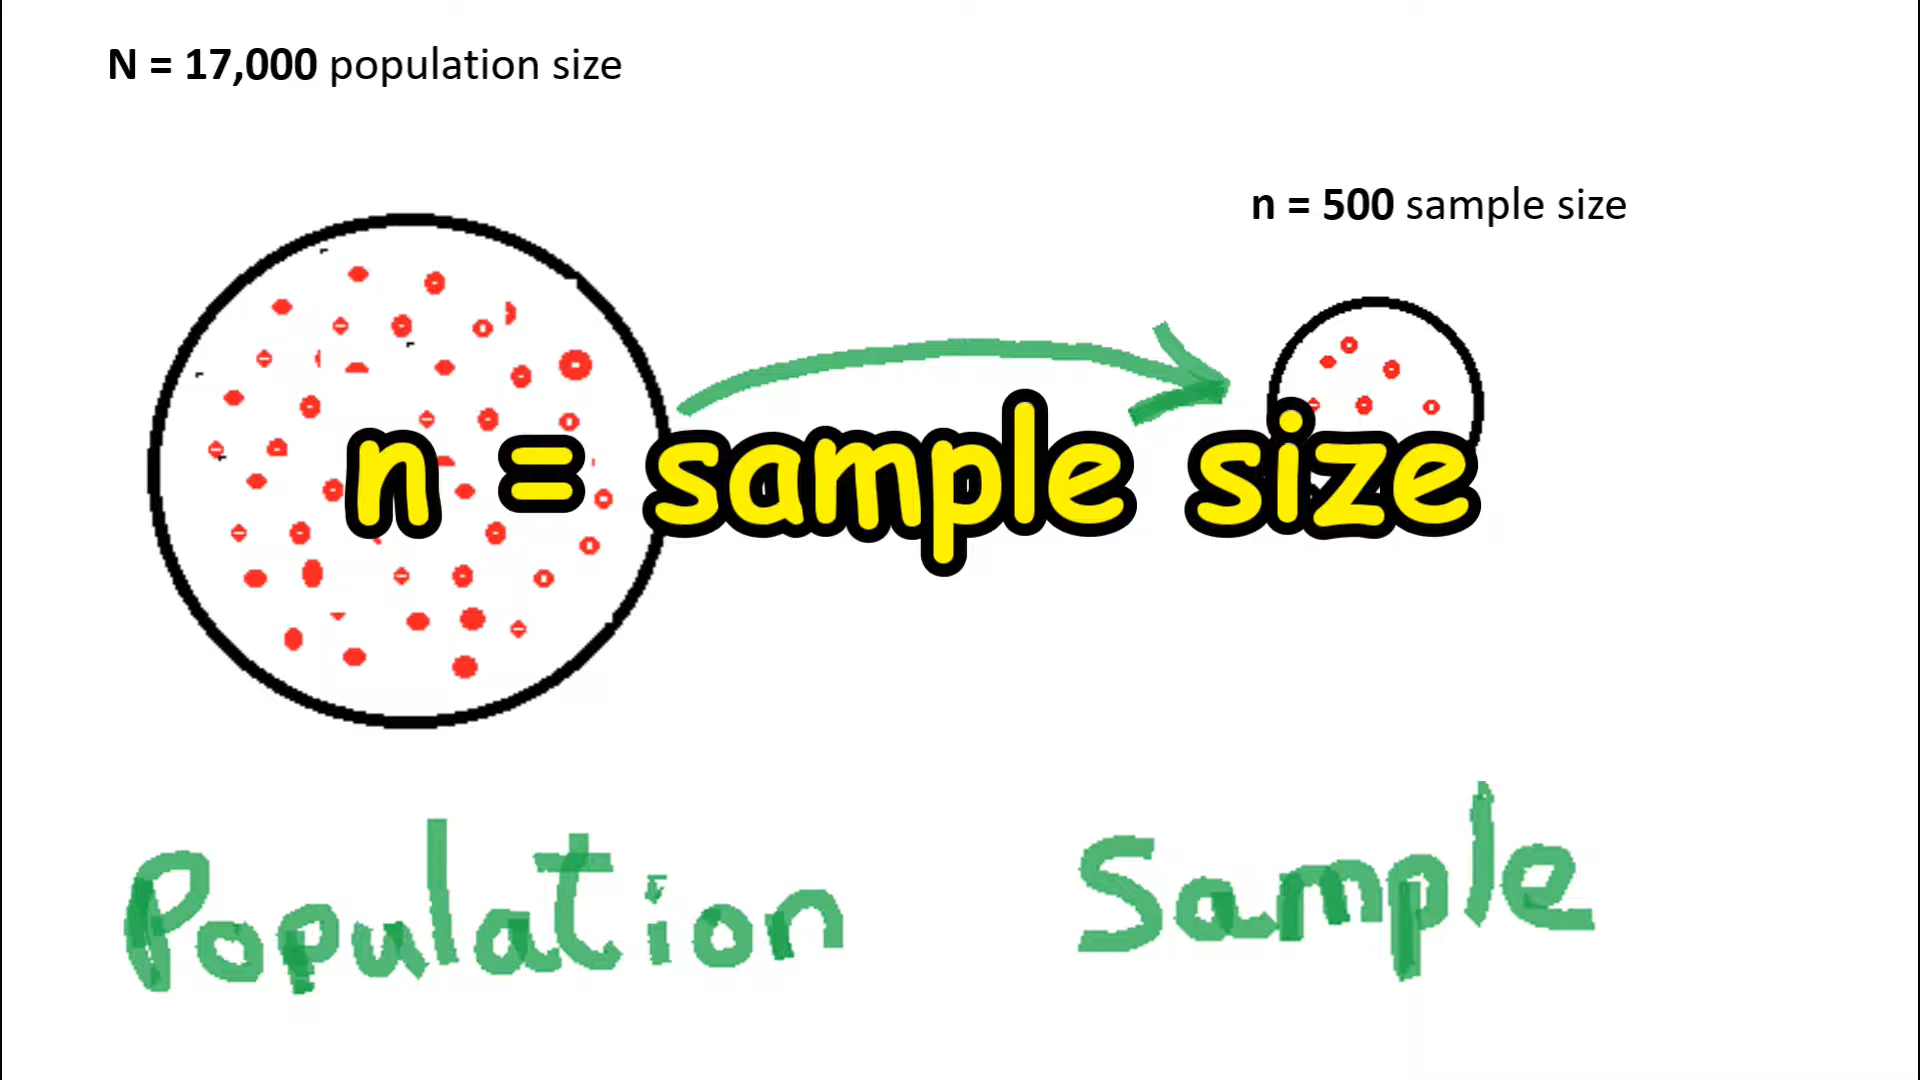 N = 17,000 population size
n = 500 sample size
n = sample size
Population
Sample